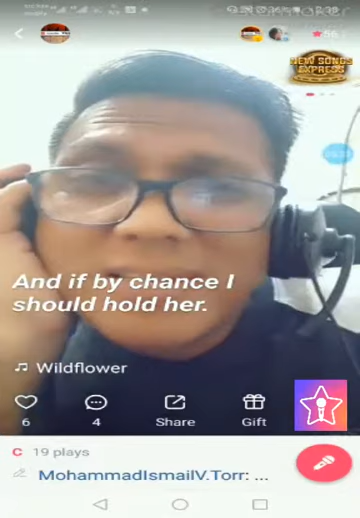 56
NEW SONGS
EXPRESS
And if by chance I
should hold her.
Wildflower
6
4
Share
Gift
C 19 plays
MohammadIsmailV.Torr: ...